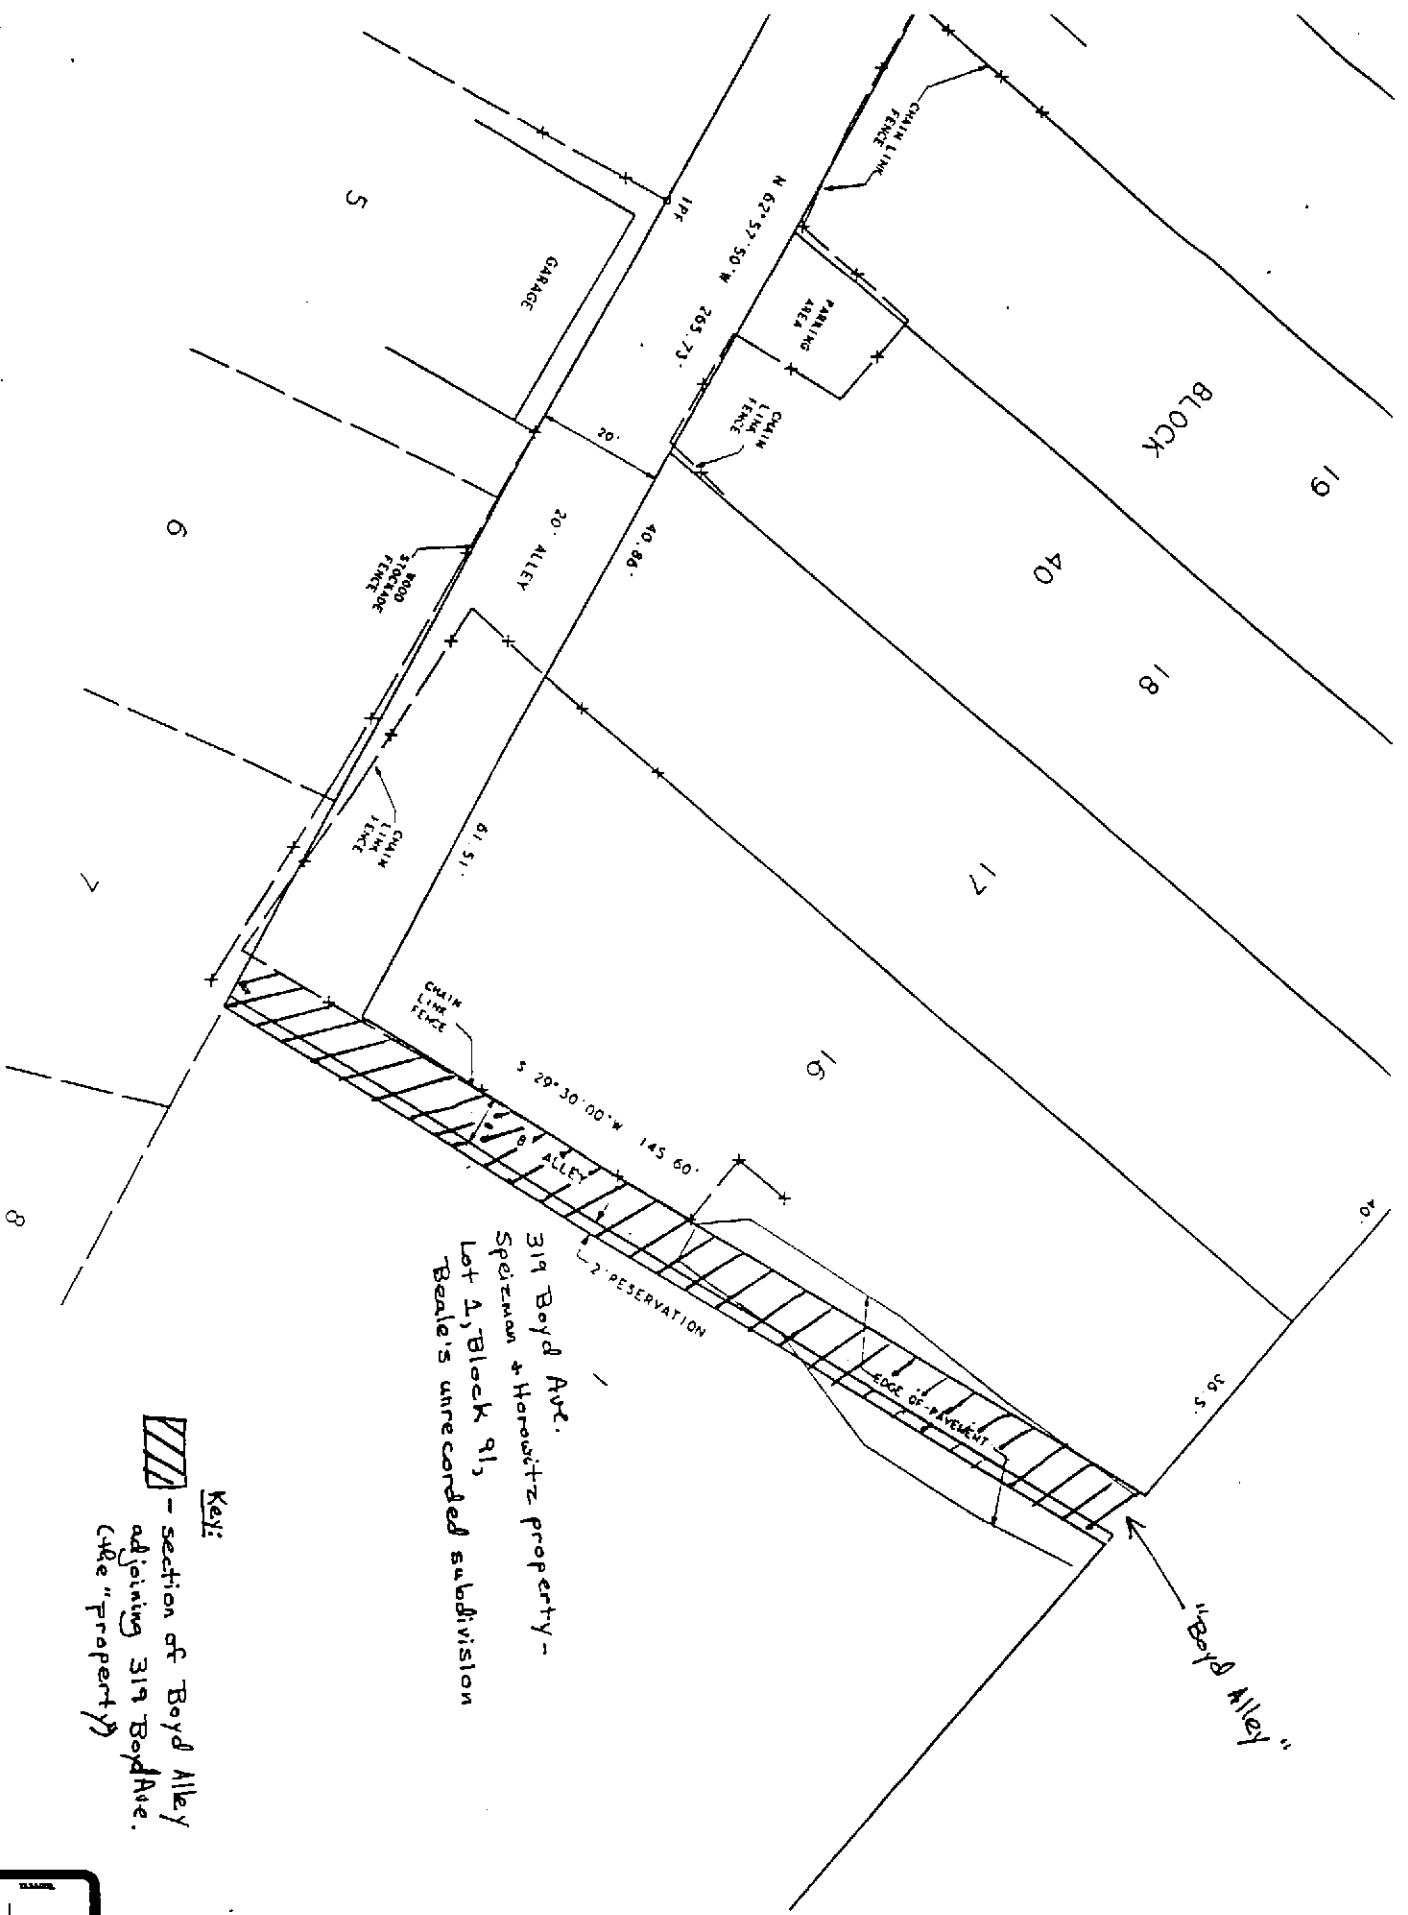 CHAIN LINK
FENCE
N 62°57'50"W 265.73'
IPF
5
GARAGE
PARKING
AREA
BLOCK
19
CHAIN
LINK
FENCE
20'
40
18
20' ALLEY
40.86'
6
WOOD
STOCKADE
FENCE
17
CHAIN
LINK
FENCE
61.51'
7
16
CHAIN
LINK
FENCE
S 29°30'00"W 145.60'
8' ALLEY
2' RESERVATION
EDGE OF PAVEMENT
40'
36.5'
8
"Boyd Alley"
319 Boyd Ave.
Speizman + Horowitz property-
Lot 1, Block 91,
Beale's unrecorded subdivision
Key:
- section of Boyd Alley
adjoining 319 Boyd Ave.
(the "property")